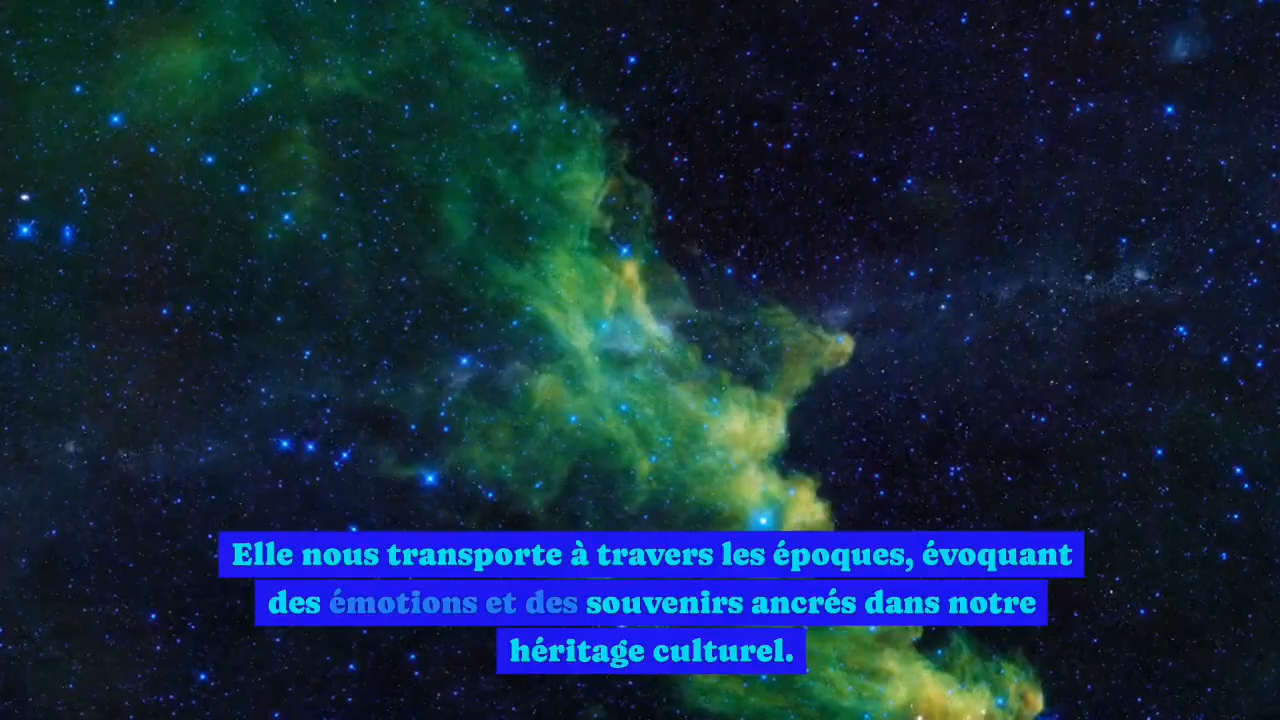 Elle nous transporte à travers les époques, évoquant
des émotions et des souvenirs ancrés dans notre
héritage culturel.